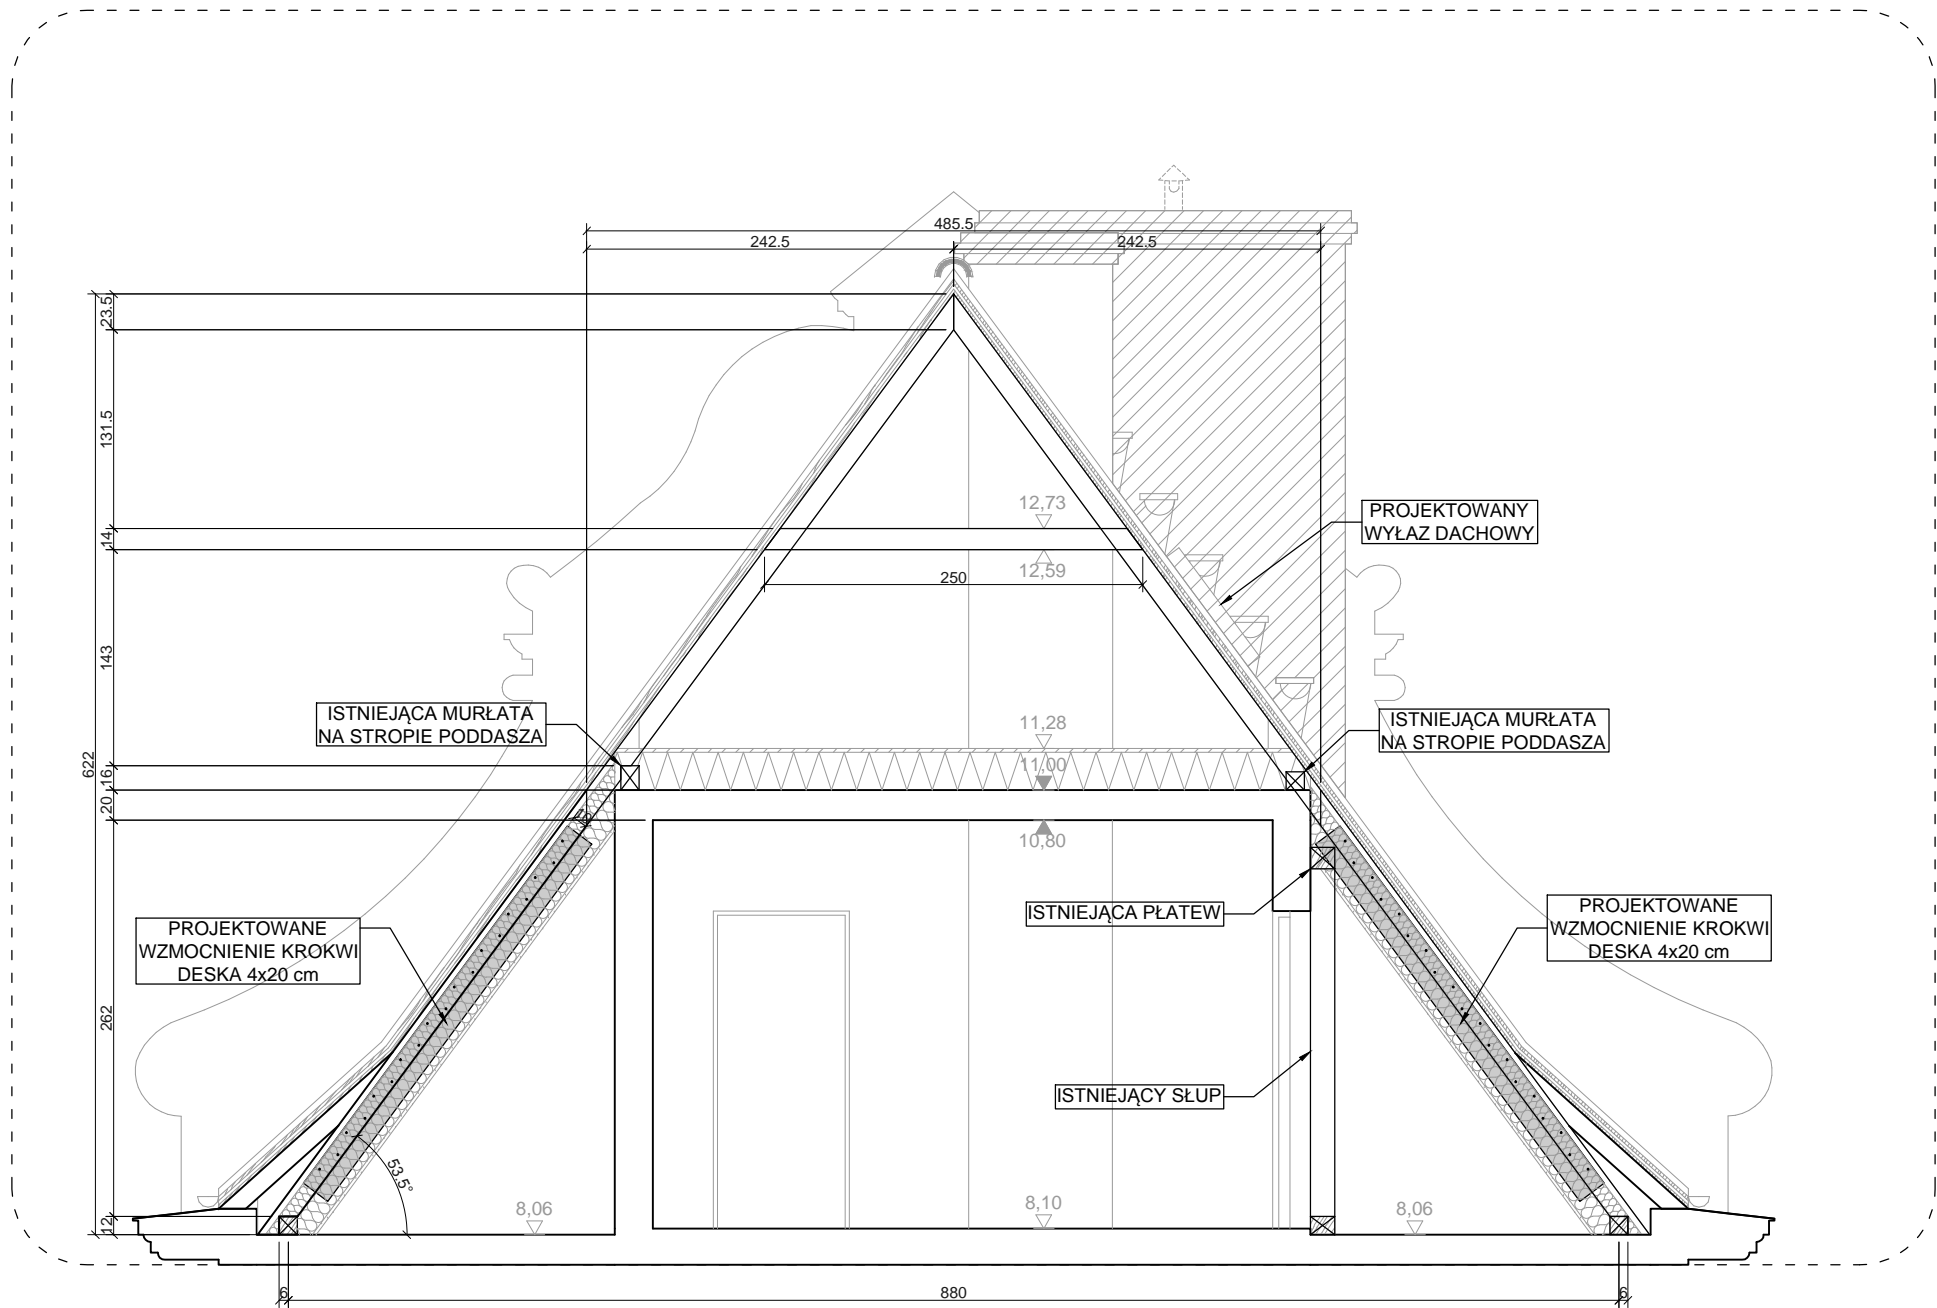 485.5
242.5
242.5
23.5
131.5
14
143
622
16
20
262
12
12,73
12,59
250
PROJEKTOWANY
WYŁAZ DACHOWY
ISTNIEJĄCA MURŁATA
NA STROPIE PODDASZA
11,28
11,00
ISTNIEJĄCA MURŁATA
NA STROPIE PODDASZA
10,80
ISTNIEJĄCA PŁATEW
PROJEKTOWANE
WZMOCNIENIE KROKWI
DESKA 4x20 cm
PROJEKTOWANE
WZMOCNIENIE KROKWI
DESKA 4x20 cm
ISTNIEJĄCY SŁUP
53.5°
8,06
8,10
8,06
6
880
6